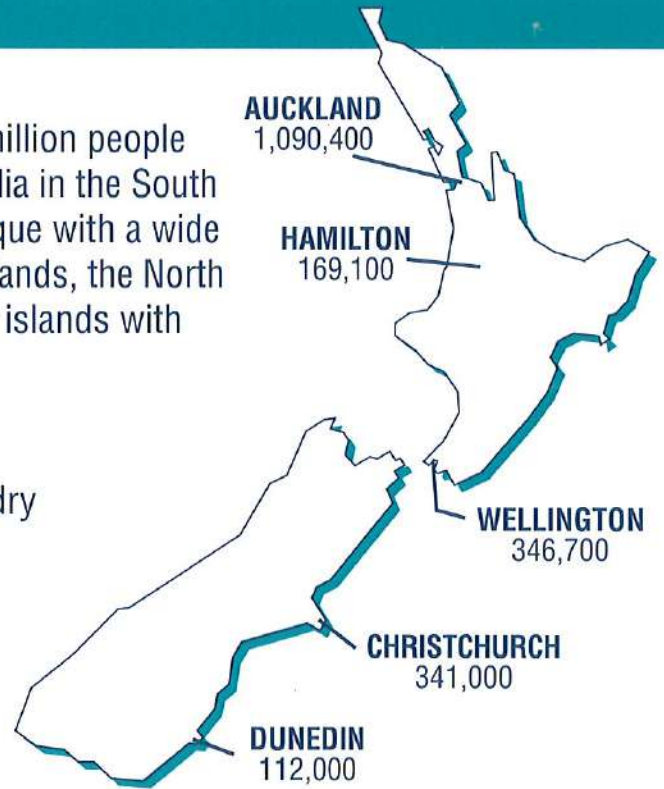 million people
lia in the South
que with a wide
ands, the North
islands with
dry
AUCKLAND
1,090,400
HAMILTON
169,100
WELLINGTON
346,700
CHRISTCHURCH
341,000
DUNEDIN
112,000